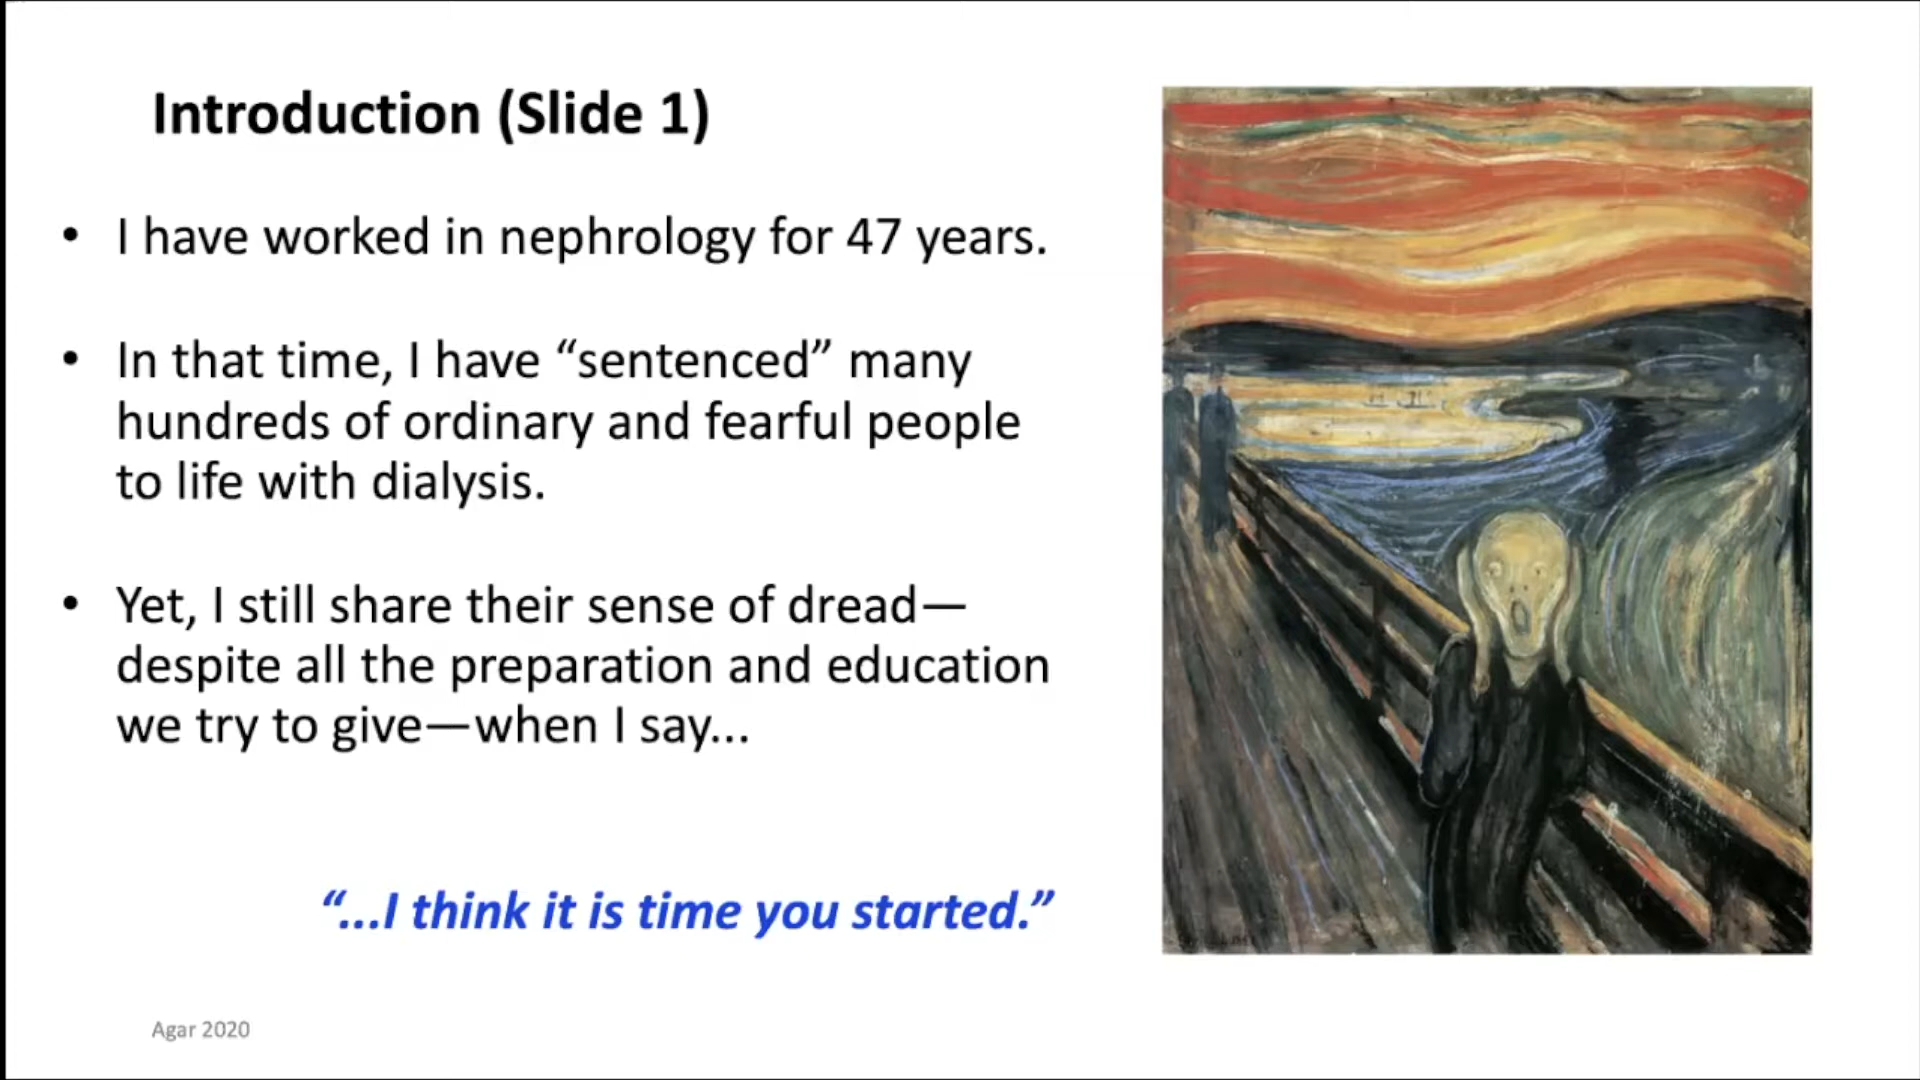 Introduction (Slide 1)
• I have worked in nephrology for 47 years.
• In that time, I have “sentenced” many
hundreds of ordinary and fearful people
to life with dialysis.
• Yet, I still share their sense of dread—
despite all the preparation and education
we try to give—when I say...
“...I think it is time you started.”
Agar 2020